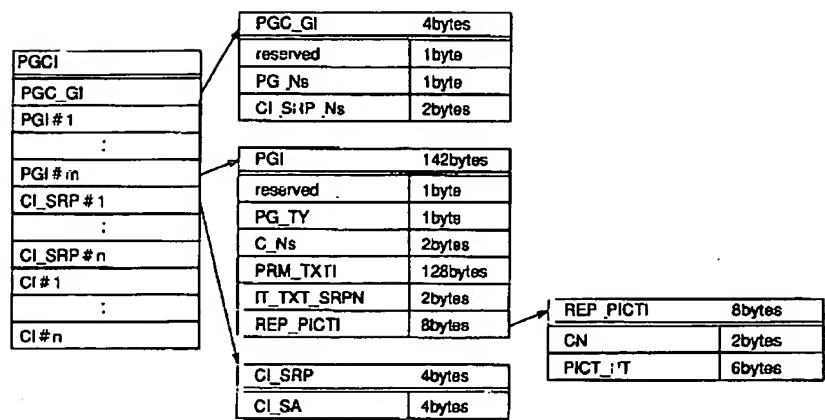 PGCI
PGC_GI
PGI#1
:
PGI#m
CI_SRP#1
:
CI_SRP#n
CI#1
:
CI#n
PGC_GI 4bytes
reserved 1byte
PG_Ns 1byte
CI_SRP_Ns 2bytes
PGI 142bytes
reserved 1byte
PG_TY 1byte
C_Ns 2bytes
PRM_TXTI 128bytes
IT_TXT_SRPN 2bytes
REP_PICTI 8bytes
CI_SRP 4bytes
CI_SA 4bytes
REP_PICTI 8bytes
CN 2bytes
PICT_PT 6bytes